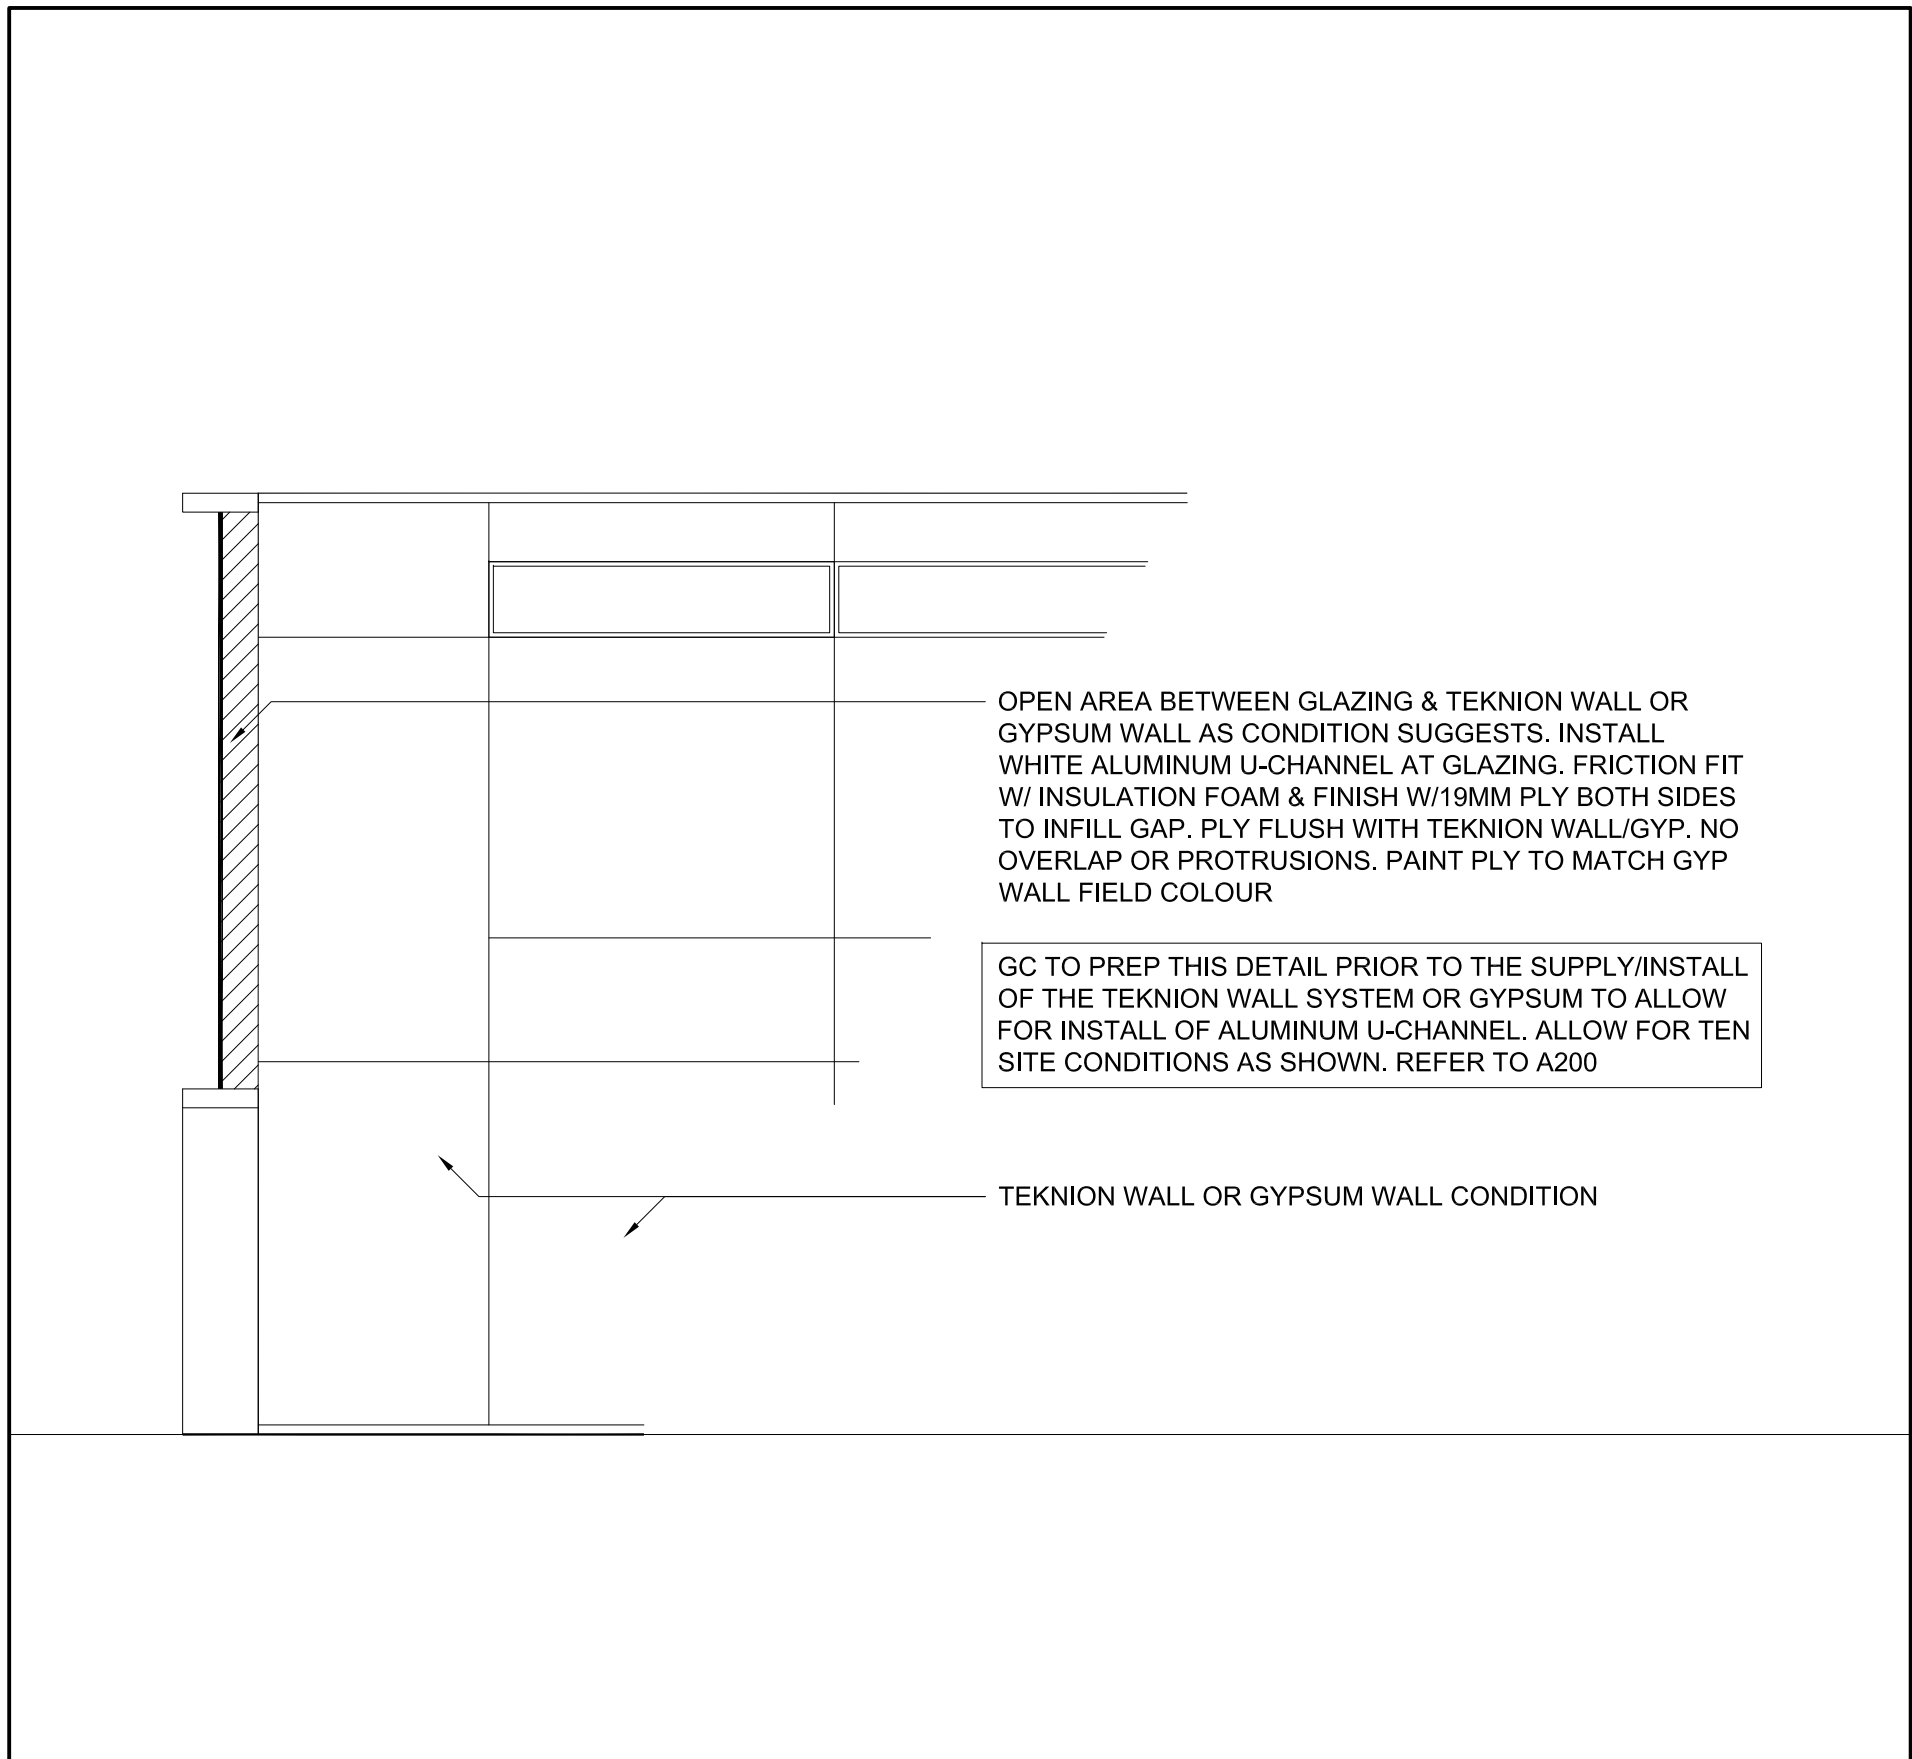 OPEN AREA BETWEEN GLAZING & TEKNION WALL OR
GYPSUM WALL AS CONDITION SUGGESTS. INSTALL
WHITE ALUMINUM U-CHANNEL AT GLAZING. FRICTION FIT
W/ INSULATION FOAM & FINISH W/19MM PLY BOTH SIDES
TO INFILL GAP. PLY FLUSH WITH TEKNION WALL/GYP. NO
OVERLAP OR PROTRUSIONS. PAINT PLY TO MATCH GYP
WALL FIELD COLOUR
GC TO PREP THIS DETAIL PRIOR TO THE SUPPLY/INSTALL
OF THE TEKNION WALL SYSTEM OR GYPSUM TO ALLOW
FOR INSTALL OF ALUMINUM U-CHANNEL. ALLOW FOR TEN
SITE CONDITIONS AS SHOWN. REFER TO A200
TEKNION WALL OR GYPSUM WALL CONDITION